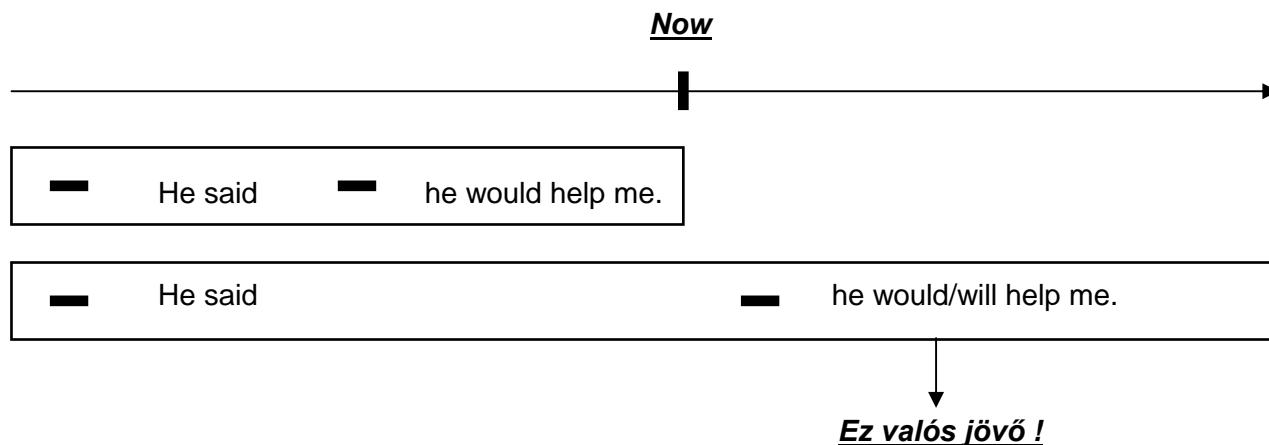 Now
He said he would help me.
He said he would/will help me.
Ez valós jövő !